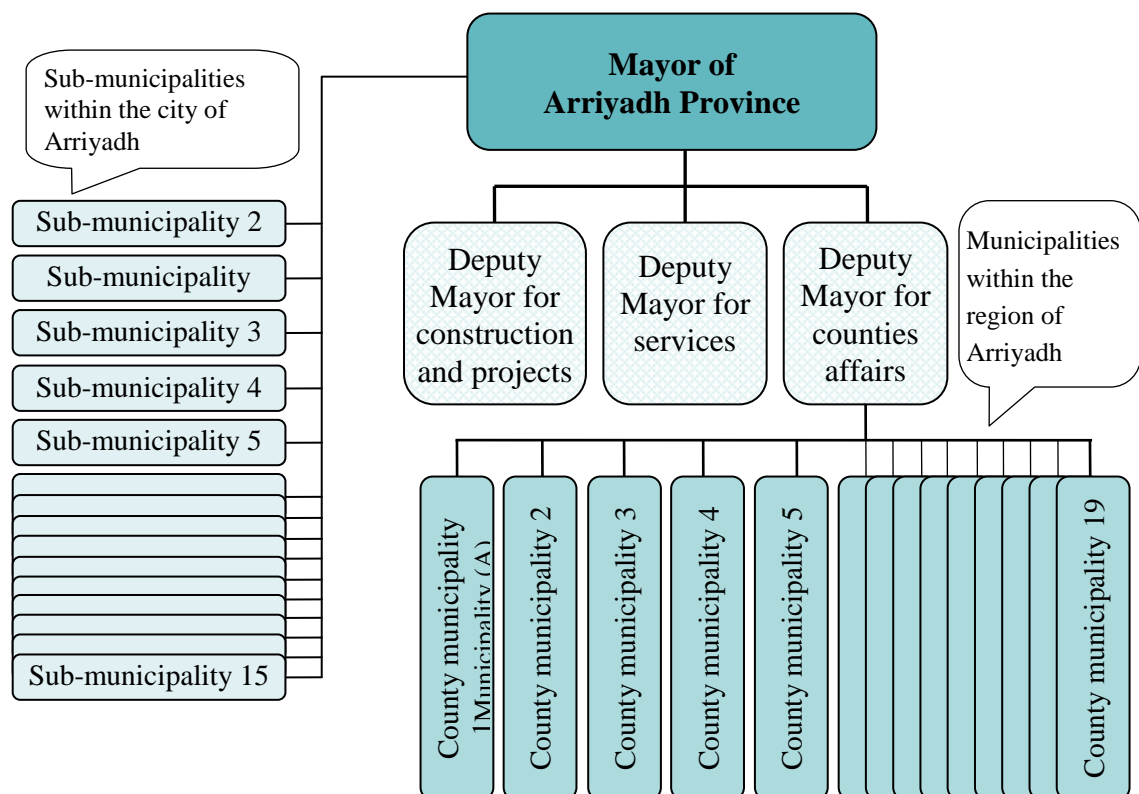 Mayor of
Arriyadh Province
Sub-municipalities
within the city of
Arriyadh
Sub-municipality 2
Sub-municipality
Sub-municipality 3
Sub-municipality 4
Sub-municipality 5
Sub-municipality 15
Deputy
Mayor for
construction
and projects
Deputy
Mayor for
services
Deputy
Mayor for
counties
affairs
Municipalities
within the
region of
Arriyadh
County municipality
1Municipality (A)
County municipality 2
County municipality 3
County municipality 4
County municipality 5
County municipality 19